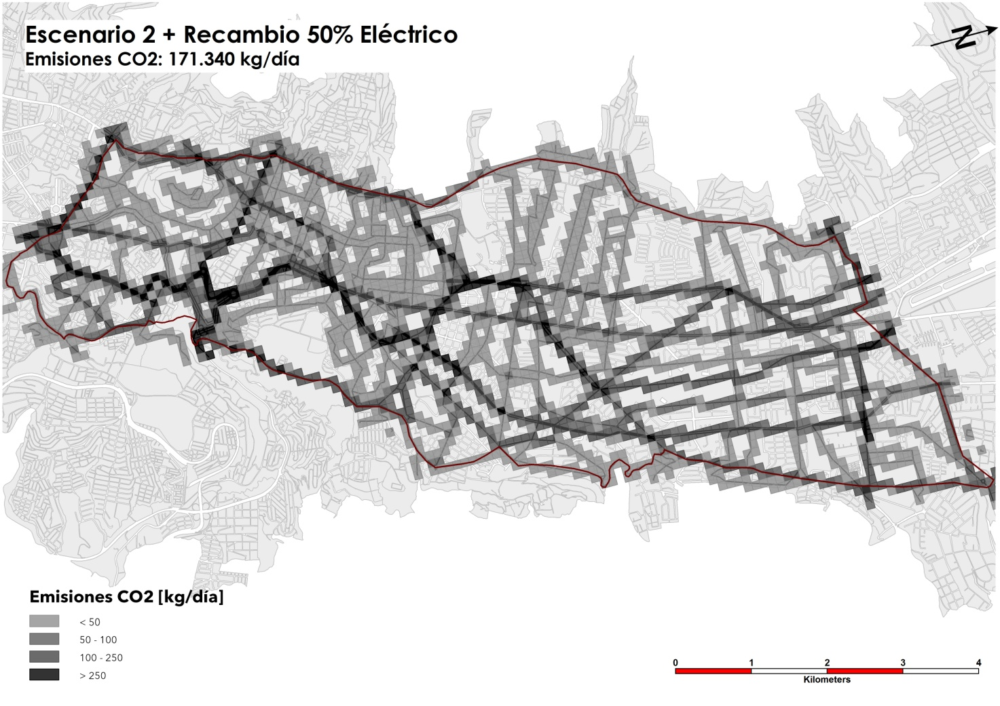 Escenario 2 + Recambio 50% Eléctrico
Emisiones CO2: 171.340 kg/día
N
Emisiones CO2 [kg/día]
< 50
50 - 100
100 - 250
> 250
0 1 2 3 4
Kilometers